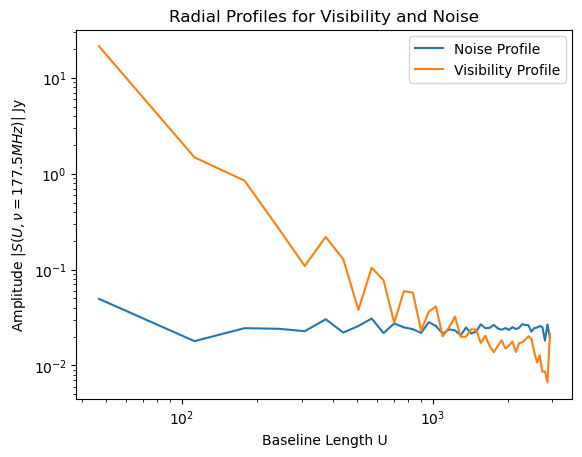 Radial Profiles for Visibility and Noise
Noise Profile
Visibility Profile
Amplitude |S(U, ν = 177.5MHz)| Jy
10¹
10⁰
10⁻¹
10⁻²
10² 10³
Baseline Length U